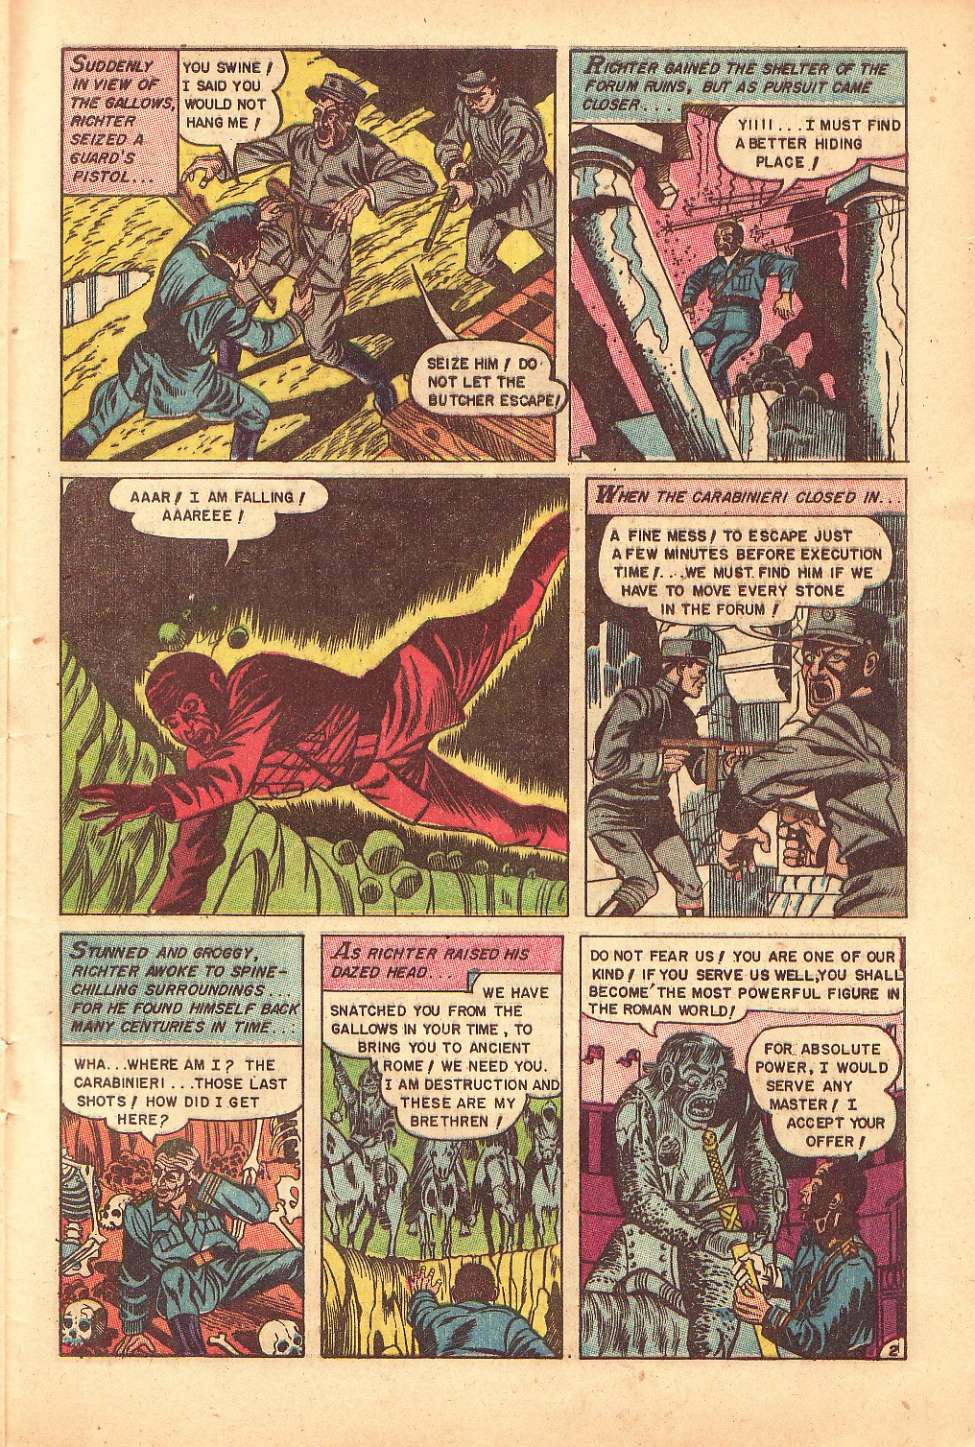 SUDDENLY
IN VIEW OF
THE GALLOWS,
RICHTER
SEIZED A
GUARD'S
PISTOL...
YOU SWINE!
I SAID YOU
WOULD NOT
HANG ME!
SEIZE HIM! DO
NOT LET THE
BUTCHER ESCAPE!
RICHTER GAINED THE SHELTER OF THE
FORUM RUINS, BUT AS PURSUIT CAME
CLOSER...
YIIII...I MUST FIND
A BETTER HIDING
PLACE!
AAAR! I AM FALLING!
AAAREEE!
WHEN THE CARABINIERI CLOSED IN...
A FINE MESS! TO ESCAPE JUST
A FEW MINUTES BEFORE EXECUTION
TIME!...WE MUST FIND HIM IF WE
HAVE TO MOVE EVERY STONE
IN THE FORUM!
STUNNED AND GROGGY,
RICHTER AWOKE TO SPINE-
CHILLING SURROUNDINGS
FOR HE FOUND HIMSELF BACK
MANY CENTURIES IN TIME...
WHA...WHERE AM I? THE
CARABINIERI...THOSE LAST
SHOTS! HOW DID I GET
HERE?
AS RICHTER RAISED HIS
DAZED HEAD...
WE HAVE
SNATCHED YOU FROM THE
GALLOWS IN YOUR TIME, TO
BRING YOU TO ANCIENT
ROME! WE NEED YOU.
I AM DESTRUCTION AND
THESE ARE MY
BRETHREN!
DO NOT FEAR US! YOU ARE ONE OF OUR
KIND! IF YOU SERVE US WELL, YOU SHALL
BECOME THE MOST POWERFUL FIGURE IN
THE ROMAN WORLD!
FOR ABSOLUTE
POWER, I WOULD
SERVE ANY
MASTER! I
ACCEPT YOUR
OFFER!
2